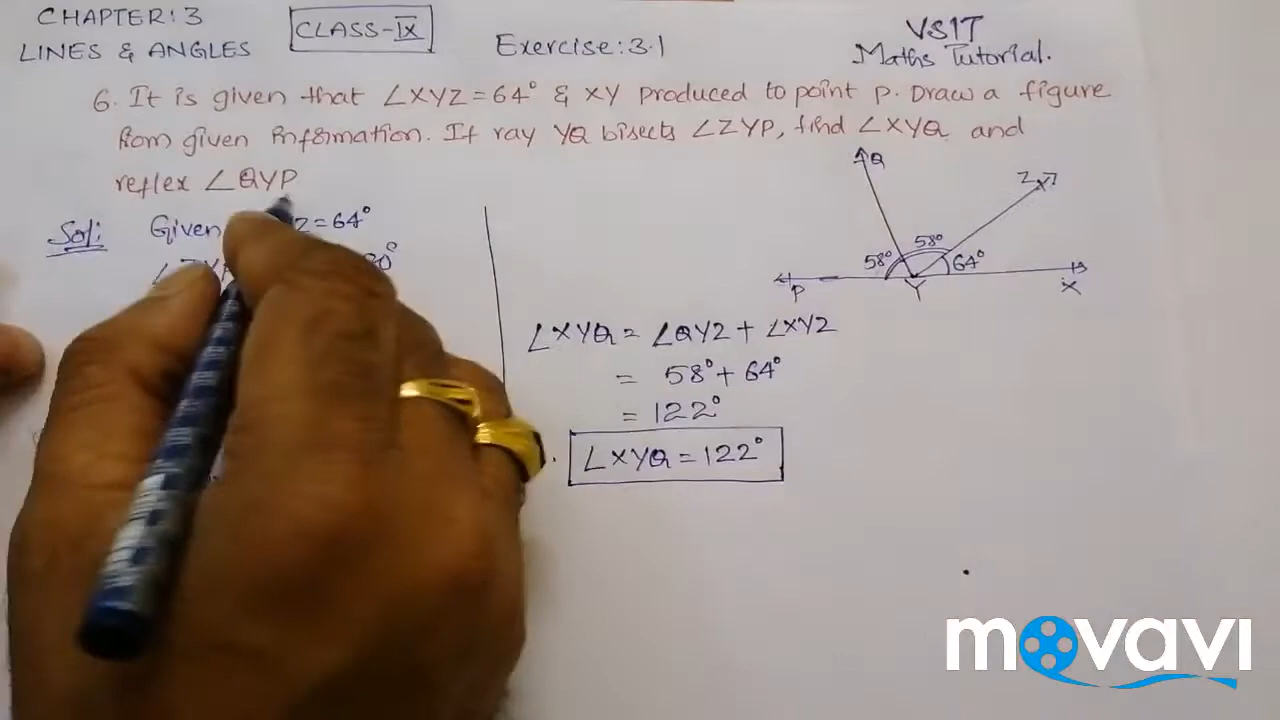 CHAPTER: 3
LINES & ANGLES
CLASS-IX
Exercise: 3.1
VSIT
Maths Tutorial.
6. It is given that ∠XYZ = 64° & XY produced to point P. Draw a figure
from given information. If ray YQ bisects ∠ZYP, find ∠XYQ and
reflex ∠QYP
Sol: Given Z = 64°
∠ZYP
Q
Z
58°
58°
64°
P
Y
X
∠XYQ = ∠QYZ + ∠XYZ
= 58° + 64°
= 122°
∠XYQ = 122°
movavi